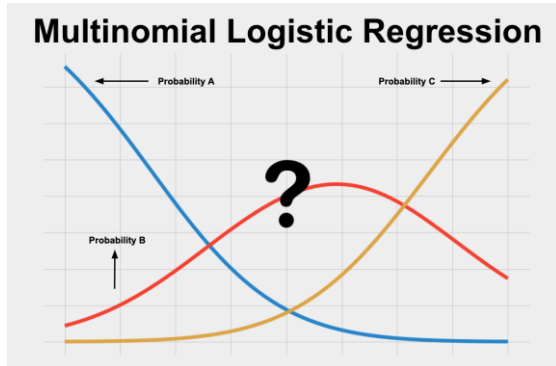 Multinomial Logistic Regression
Probability A
Probability C
?
Probability B